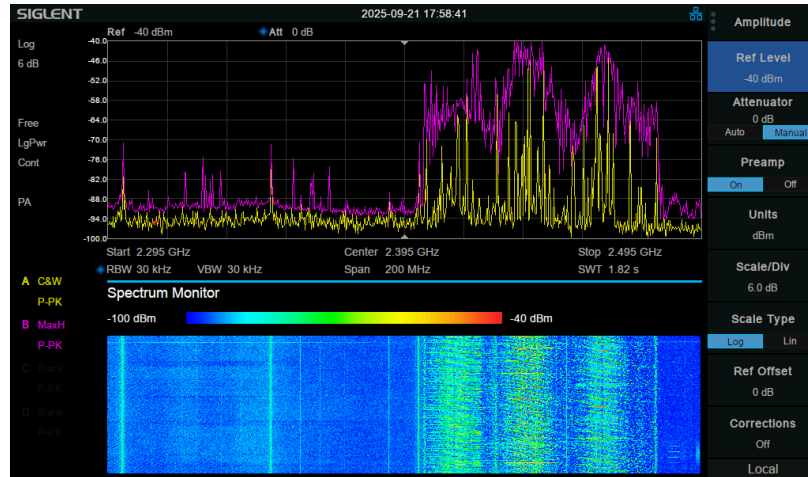 SIGLENT 2025-09-21 17:58:41
Ref -40 dBm Att 0 dB
Log
6 dB
Free
LgPwr
Cont
PA
-40.0
-46.0
-52.0
-58.0
-64.0
-70.0
-76.0
-82.0
-88.0
-94.0
-100.0
Start 2.295 GHz Center 2.395 GHz Stop 2.495 GHz
RBW 30 kHz VBW 30 kHz Span 200 MHz SWT 1.82 s
A C&W
P-PK
B MaxH
P-PK
C Blank
P-PK
D Blank
P-PK
Spectrum Monitor
-100 dBm -40 dBm
Amplitude
Ref Level
-40 dBm
Attenuator
0 dB
Auto Manual
Preamp
On Off
Units
dBm
Scale/Div
6.0 dB
Scale Type
Log Lin
Ref Offset
0 dB
Corrections
Off
Local